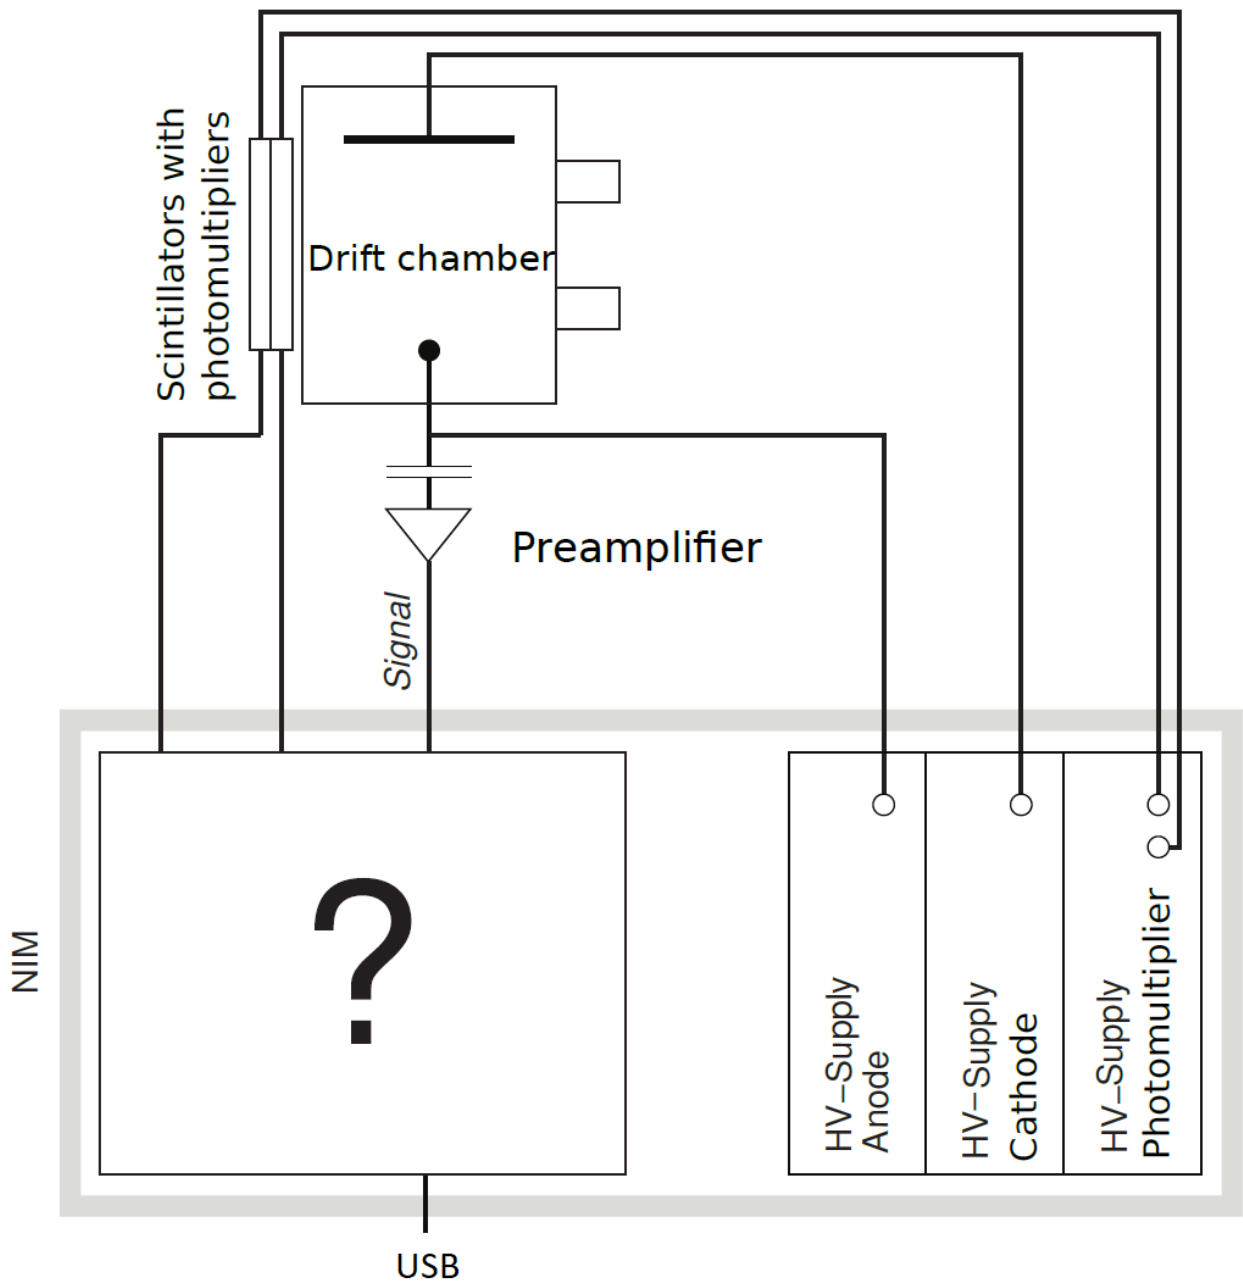 Scintillators with
photomultipliers
Drift chamber
Preamplifier
Signal
NIM
?
HV–Supply
Anode
HV–Supply
Cathode
HV–Supply
Photomultiplier
USB